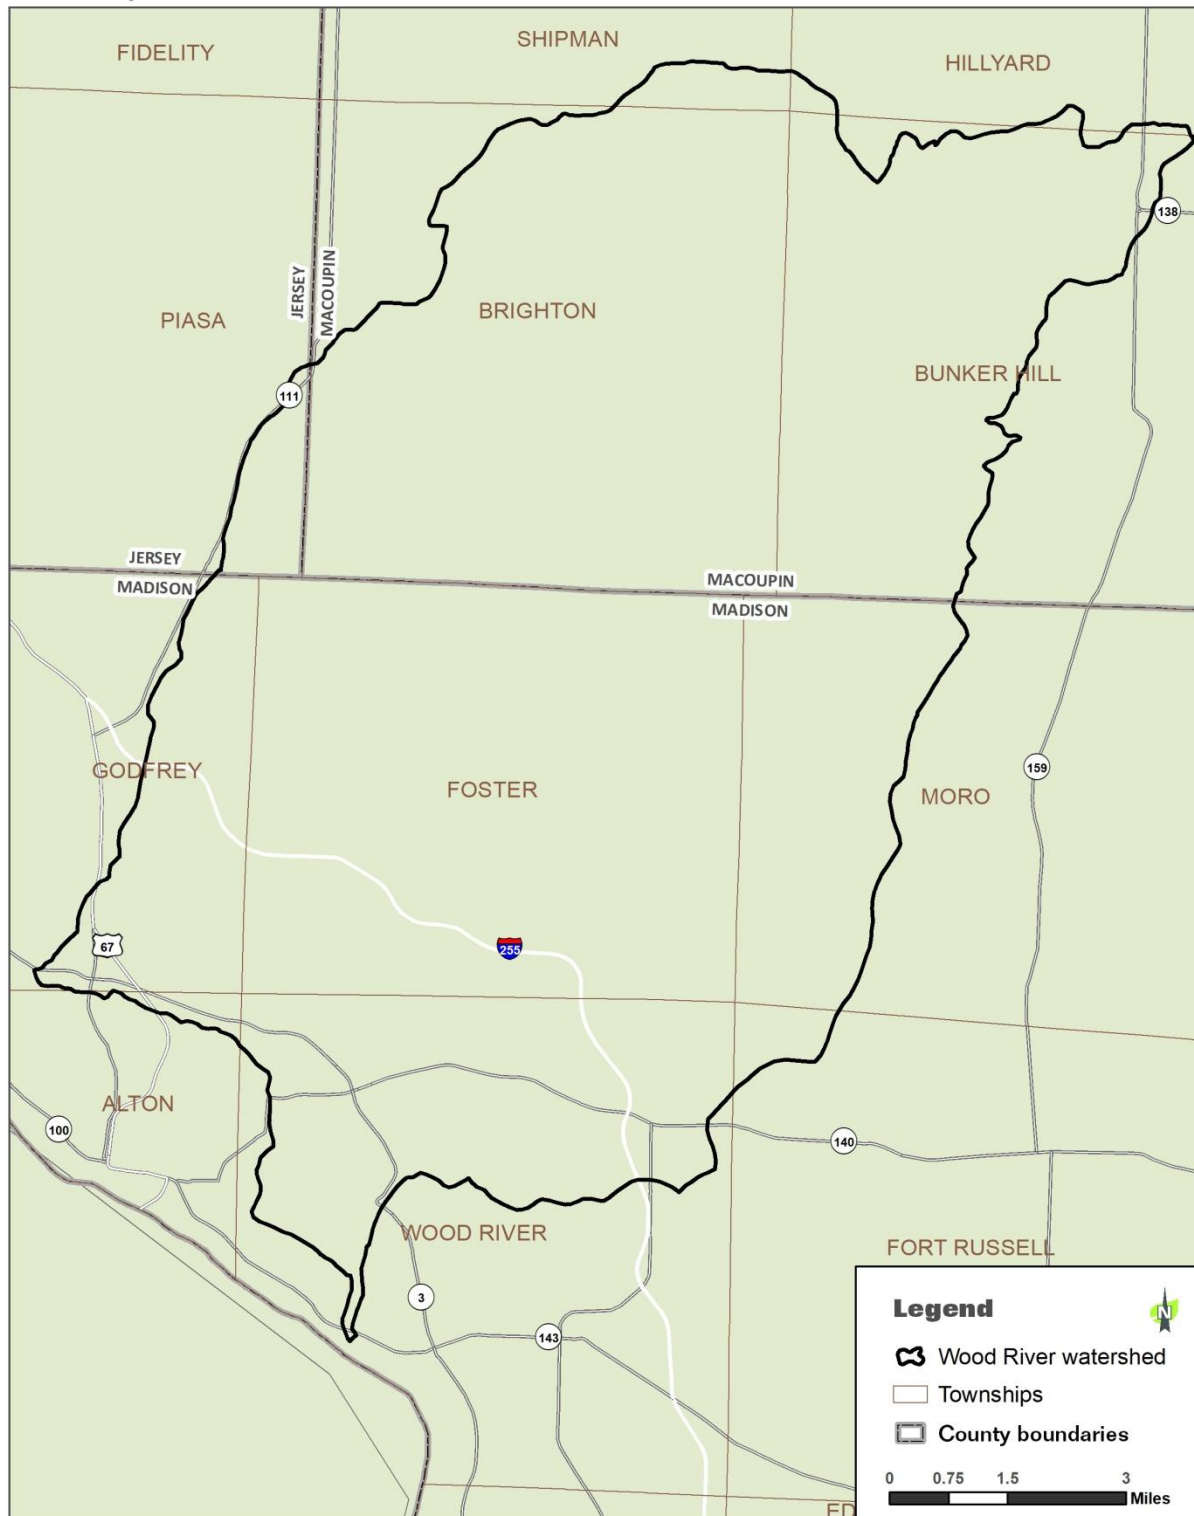 SHIPMAN
FIDELITY
HILLYARD
138
JERSEY
MACOUPIN
BRIGHTON
PIASA
BUNKER HILL
111
JERSEY
MADISON
MACOUPIN
MADISON
159
GODFREY
FOSTER
MORO
67
255
ALTON
100
140
WOOD RIVER
FORT RUSSELL
3
143
Legend
N
Wood River watershed
Townships
County boundaries
0 0.75 1.5 3
Miles